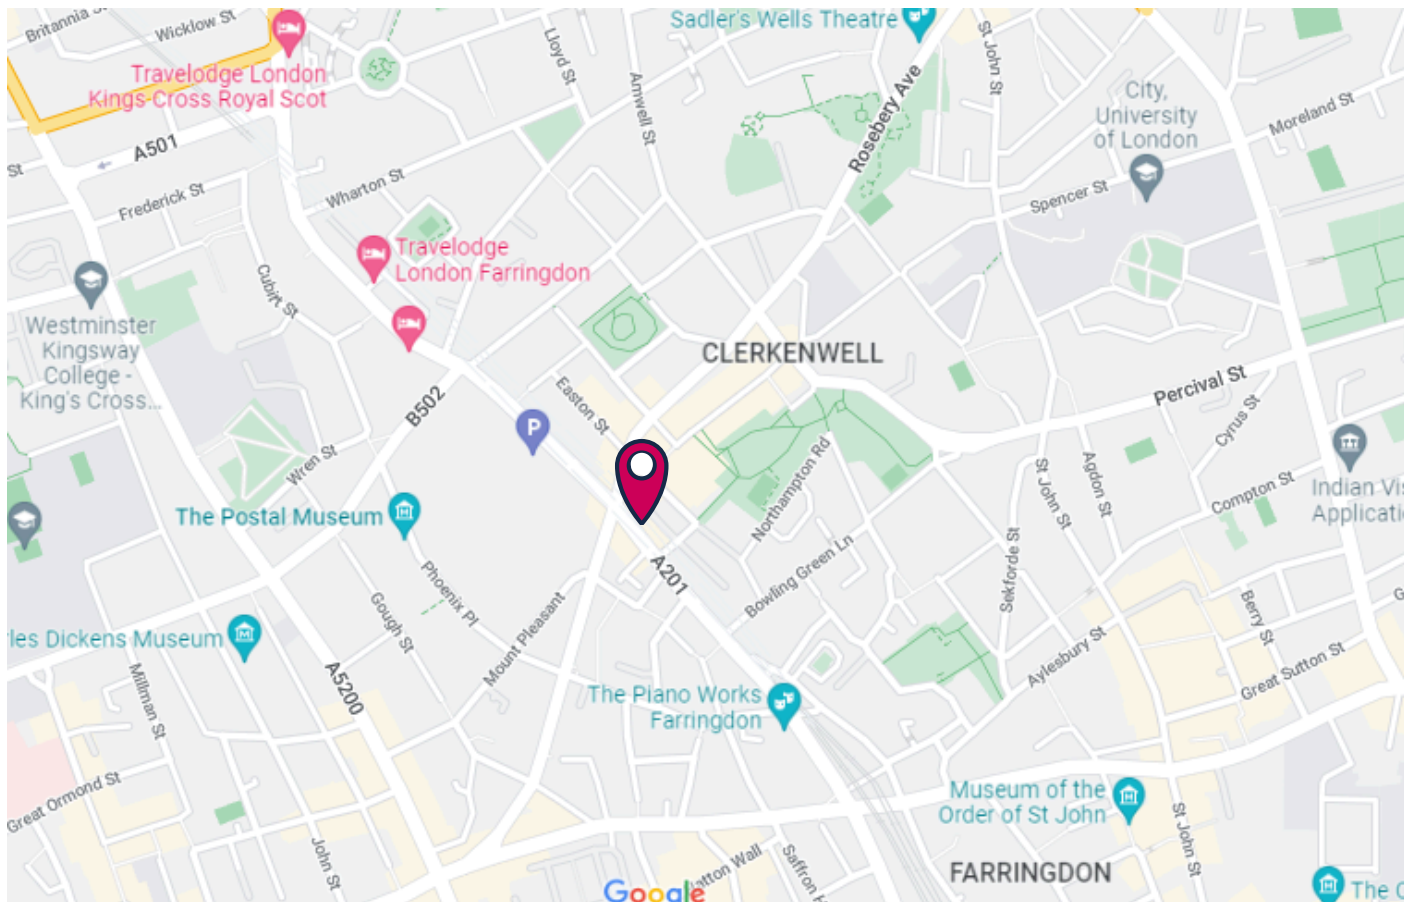 Britannia S
Wicklow St
Sadler's Wells Theatre
Lloyd St
St John St
Travelodge London
Kings Cross Royal Scot
Amwell St
Rosebery Ave
City,
University
of London
Moreland St
A501
St
Frederick St
Wharton St
Spencer St
Travelodge
London Farringdon
Cubitt St
Westminster
Kingsway
College -
King's Cross...
CLERKENWELL
Percival St
B502
Easton St
P
Cyrus St
Wren St
Northampton Rd
St John St
Agdon St
Compton St
Indian Vis
Applicati
The Postal Museum
A201
Bowling Green Ln
Sekforde St
Phoenix Pl
Gough St
Mount Pleasant
Berry St
G
les Dickens Museum
Millman St
A5200
Aylesbury St
Great Sutton St
The Piano Works
Farringdon
Great Ormond St
Museum of the
Order of St John
St John St
John St
atton Wall
Saffron H
FARRINGDON
Google
The C